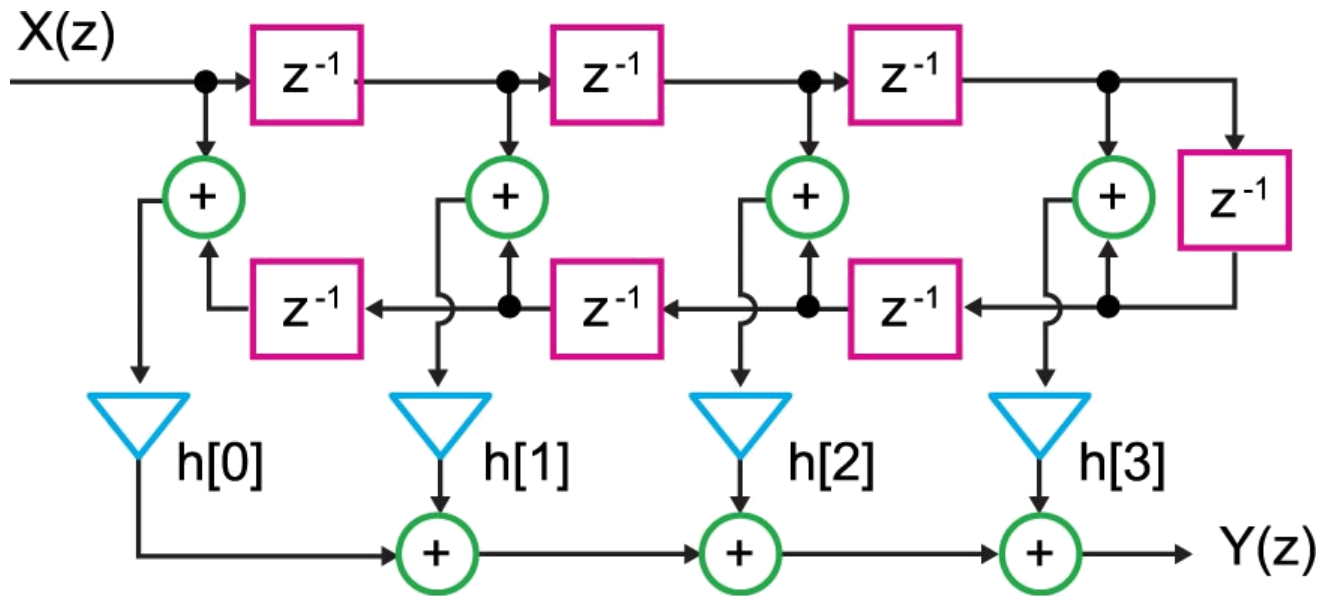 X(z)
z⁻¹ z⁻¹ z⁻¹
+ + + + z⁻¹
z⁻¹ z⁻¹ z⁻¹
h[0] h[1] h[2] h[3]
+ + + Y(z)